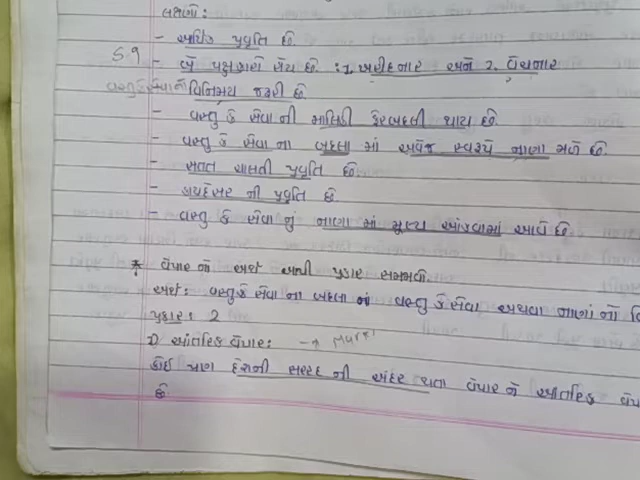 લક્ષણો:
- આર્થિક પ્રવૃત્તિ છે.
- બે પક્ષકારો હોય છે. : 1. ખરીદનાર અને 2. વેચનાર
વસ્તુ કે સેવાનો વિનિમય જરૂરી છે.
- વસ્તુ કે સેવા ની માલિકી ફેરબદલી થાય છે.
- વસ્તુ કે સેવા ના બદલા માં અવેજ સ્વરૂપે નાણા મળે છે.
- સતત ચાલતી પ્રવૃત્તિ છે.
- કાયદેસર ની પ્રવૃત્તિ છે.
- વસ્તુ કે સેવા નું નાણા માં મૂલ્ય આંકવામાં આવે છે.
* વેપાર નો અર્થ આપી પ્રકાર સમજાવો.
અર્થ: વસ્તુ કે સેવા ના બદલા માં વસ્તુ કે સેવા અથવા નાણાં નો
પ્રકાર: 2
1) આંતરિક વેપાર:
કોઈ પણ દેશની સરહદ ની અંદર થતા વેપાર ને આંતરિક
છે.